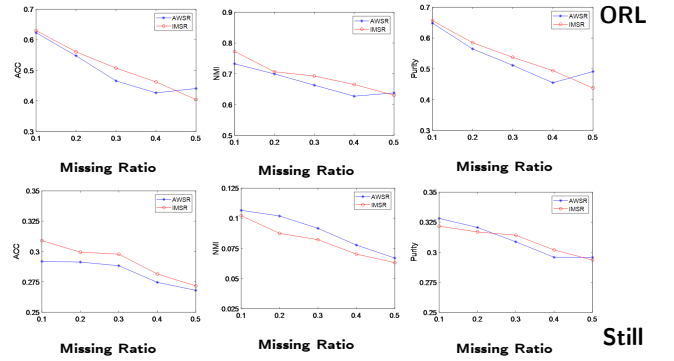 ORL
0.7
0.6
0.5
0.4
0.3
ACC
AWSR
IMSR
0.1 0.2 0.3 0.4 0.5
Missing Ratio
0.9
0.8
0.7
0.6
0.5
NMI
AWSR
IMSR
0.1 0.2 0.3 0.4 0.5
Missing Ratio
0.7
0.6
0.5
0.4
0.3
Purity
AWSR
IMSR
0.1 0.2 0.3 0.4 0.5
Missing Ratio
0.35
0.325
0.3
0.275
0.25
ACC
AWSR
IMSR
0.1 0.2 0.3 0.4 0.5
Missing Ratio
0.125
0.1
0.075
0.05
0.025
NMI
AWSR
IMSR
0.1 0.2 0.3 0.4 0.5
Missing Ratio
0.35
0.325
0.3
0.275
0.25
Purity
AWSR
IMSR
0.1 0.2 0.3 0.4 0.5
Missing Ratio
Still